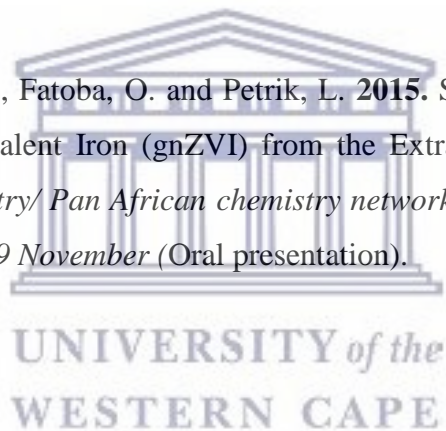 , Fatoba, O. and Petrik, L. 2015. S
alent Iron (gnZVI) from the Extr
try/ Pan African chemistry network
9 November (Oral presentation).
UNIVERSITY of the
WESTERN CAPE